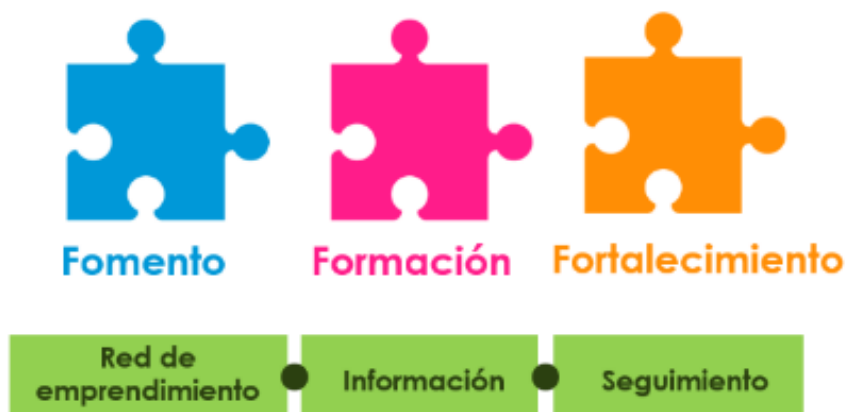 Fomento
Formación
Fortalecimiento
Red de
emprendimiento
Información
Seguimiento